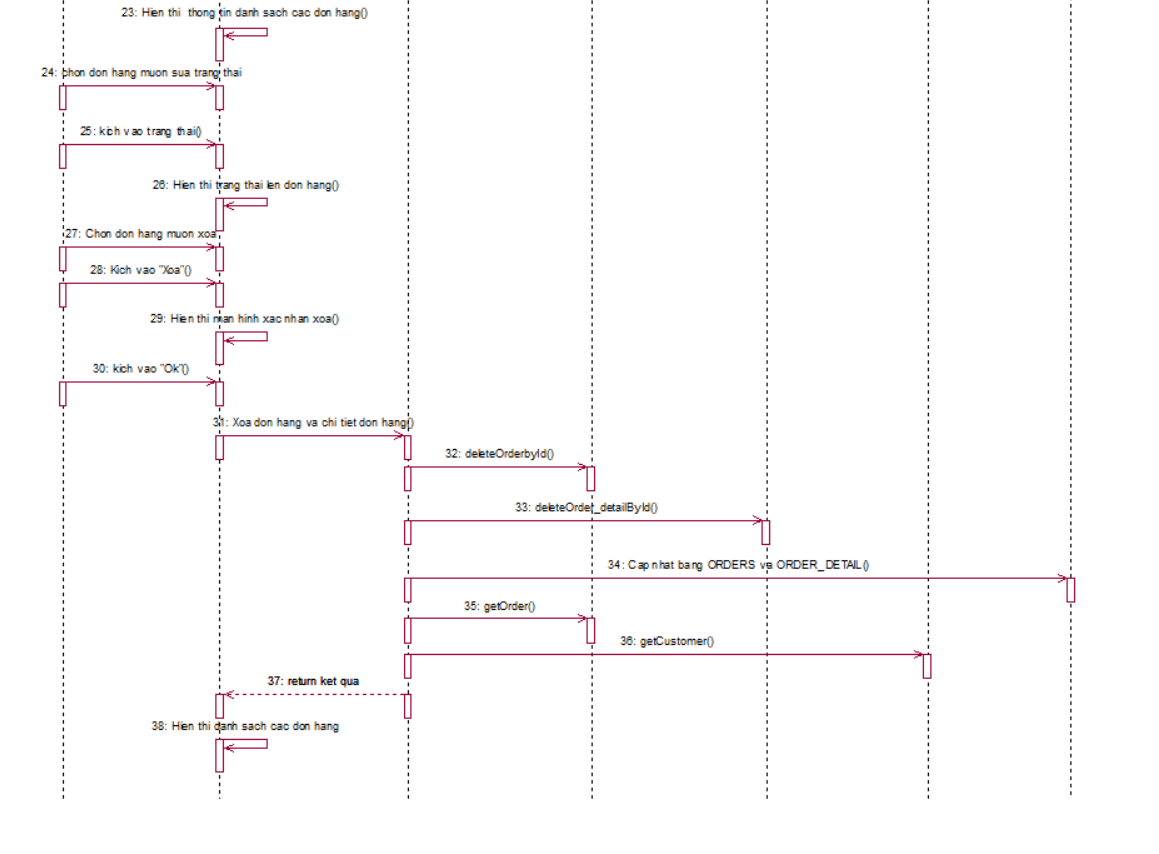 23: Hien thi thong tin danh sach cac don hang()
24: chon don hang muon sua trang thai
25: kich vao trang thai()
26: Hien thi trang thai len don hang()
27: Chon don hang muon xoa
28: Kich vao "Xoa"()
29: Hien thi man hinh xac nhan xoa()
30: kich vao "Ok"()
31: Xoa don hang va chi tiet don hang()
32: deleteOrderbyId()
33: deleteOrder_detailById()
34: Cap nhat bang ORDERS va ORDER_DETAIL()
35: getOrder()
36: getCustomer()
37: return ket qua
38: Hien thi danh sach cac don hang